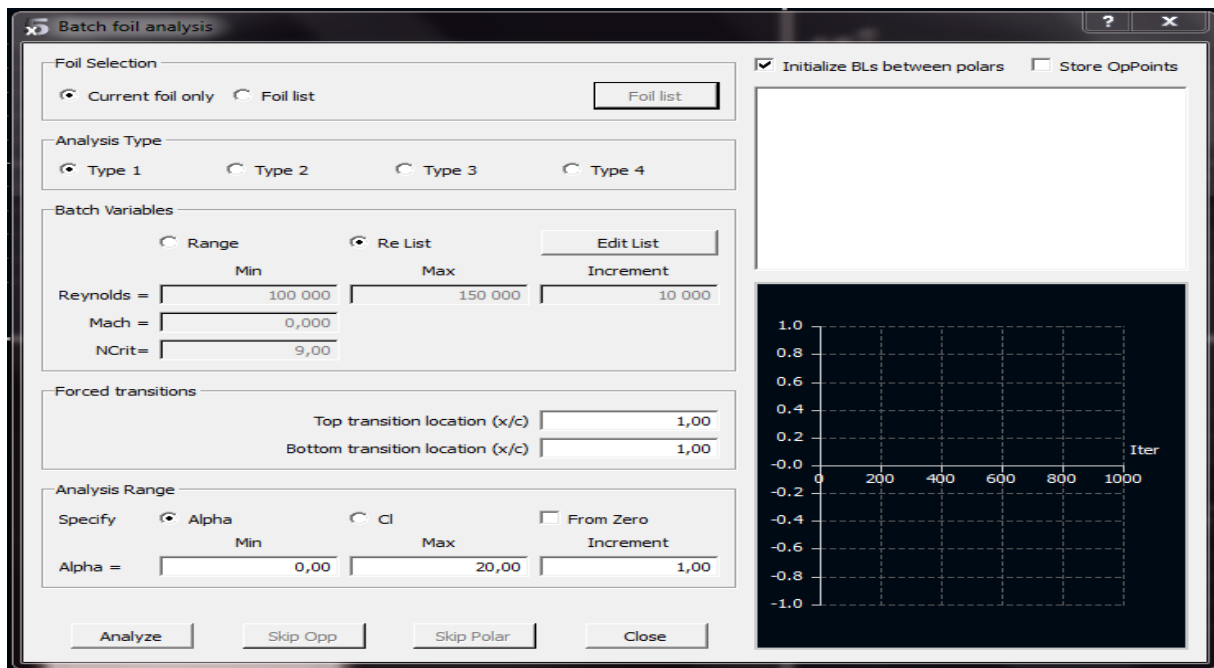 Batch foil analysis
Foil Selection
Current foil only Foil list Foil list
Analysis Type
Type 1 Type 2 Type 3 Type 4
Batch Variables
Range Re List Edit List
Min Max Increment
Reynolds = 100 000 150 000 10 000
Mach = 0,000
NCrit= 9,00
Forced transitions
Top transition location (x/c) 1,00
Bottom transition location (x/c) 1,00
Analysis Range
Specify Alpha Cl From Zero
Min Max Increment
Alpha = 0,00 20,00 1,00
Analyze Skip Opp Skip Polar Close
Initialize BLs between polars Store OpPoints
1.0
0.8
0.6
0.4
0.2
Iter
-0.0
0 200 400 600 800 1000
-0.2
-0.4
-0.6
-0.8
-1.0